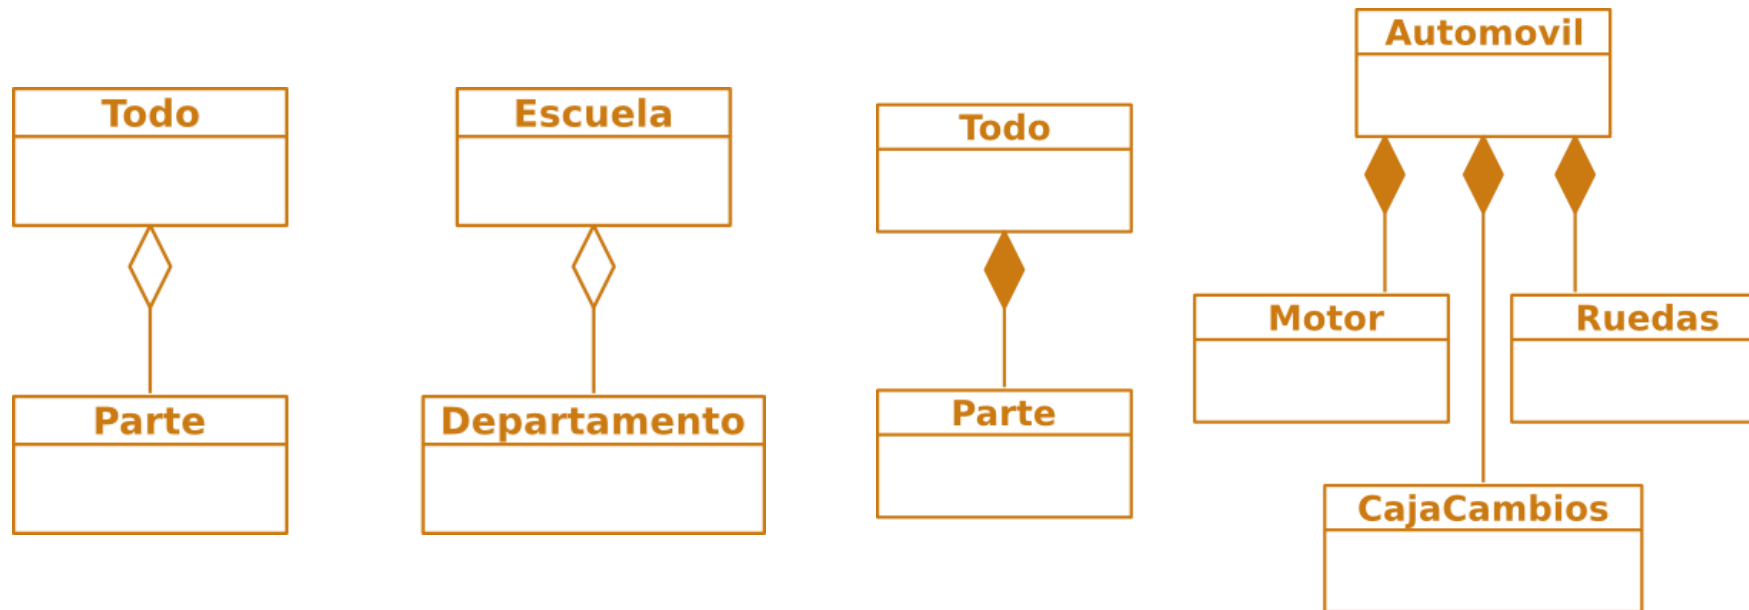 Todo
Parte
Escuela
Departamento
Todo
Parte
Automovil
Motor
Ruedas
CajaCambios